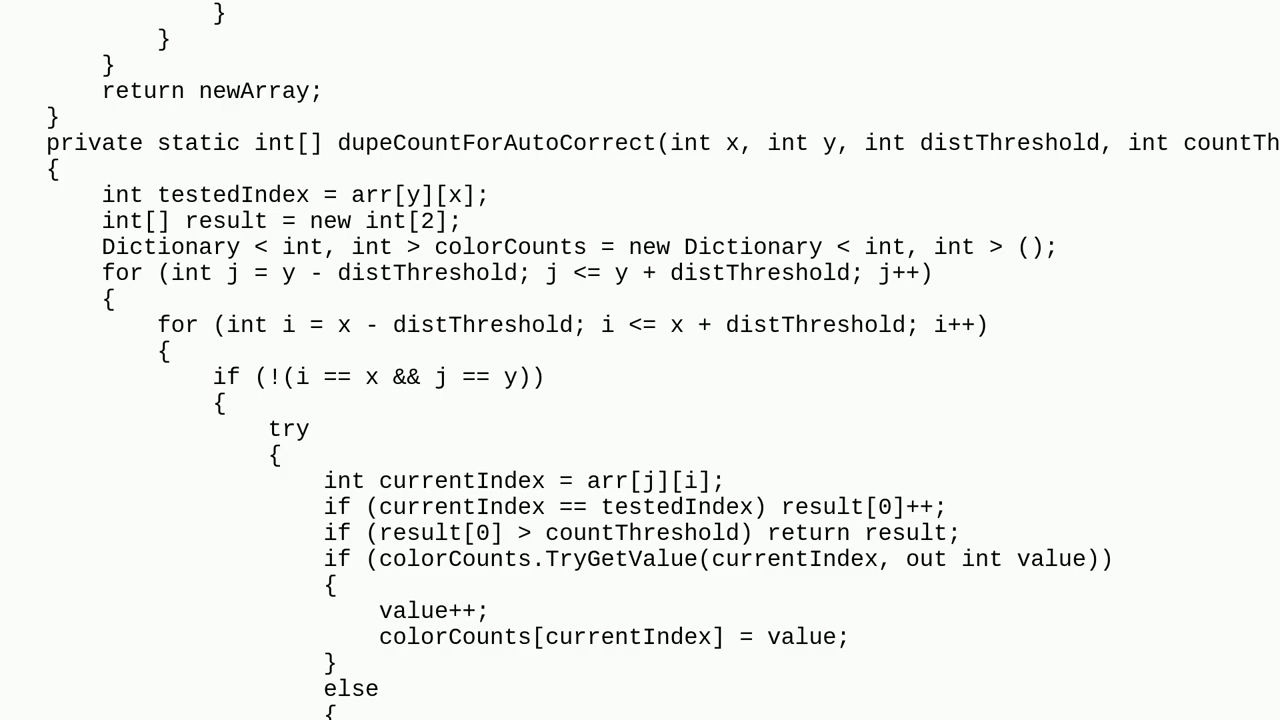 }
}
}
return newArray;
}
private static int[] dupeCountForAutoCorrect(int x, int y, int distThreshold, int countTh
{
int testedIndex = arr[y][x];
int[] result = new int[2];
Dictionary < int, int > colorCounts = new Dictionary < int, int > ();
for (int j = y - distThreshold; j <= y + distThreshold; j++)
{
for (int i = x - distThreshold; i <= x + distThreshold; i++)
{
if (!(i == x && j == y))
{
try
{
int currentIndex = arr[j][i];
if (currentIndex == testedIndex) result[0]++;
if (result[0] > countThreshold) return result;
if (colorCounts.TryGetValue(currentIndex, out int value))
{
value++;
colorCounts[currentIndex] = value;
}
else
{